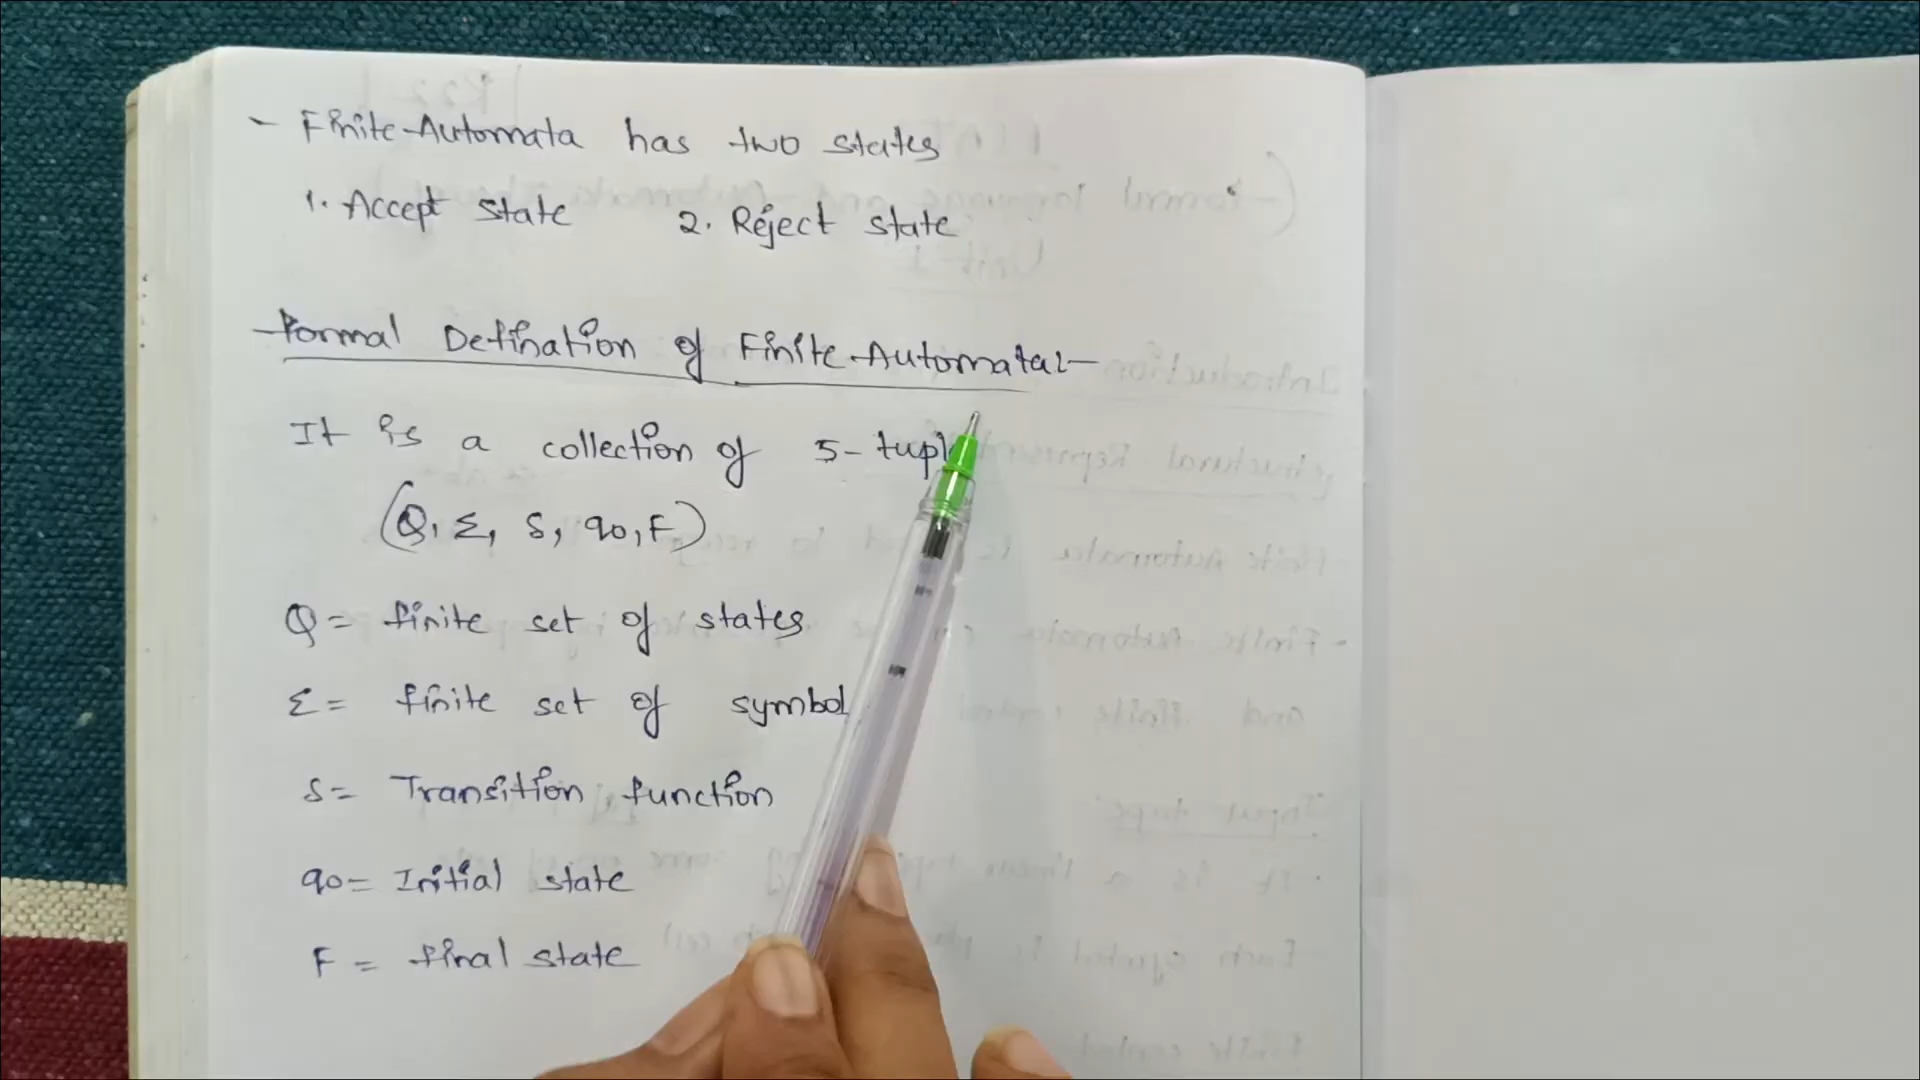 - Finite Automata has two states
1. Accept state 2. Reject state
Formal Defination of Finite Automata:-
It is a collection of 5-tupl
(Q, Σ, δ, q0, F)
Q = finite set of states
Σ = finite set of symbol
δ = Transition function
q0 = Initial state
F = final state